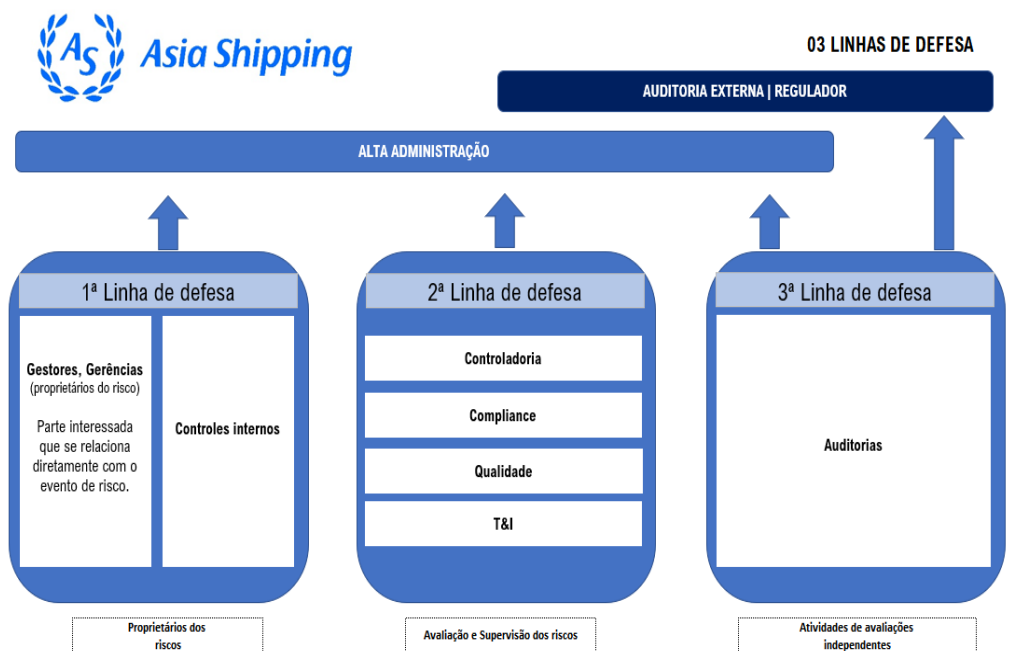 AS Asia Shipping
03 LINHAS DE DEFESA
AUDITORIA EXTERNA | REGULADOR
ALTA ADMINISTRAÇÃO
1ª Linha de defesa
Gestores, Gerências
(proprietários do risco)
Parte interessada
que se relaciona
diretamente com o
evento de risco.
Controles internos
2ª Linha de defesa
Controladoria
Compliance
Qualidade
T&I
3ª Linha de defesa
Auditorias
Proprietários dos
riscos
Avaliação e Supervisão dos riscos
Atividades de avaliações
independentes